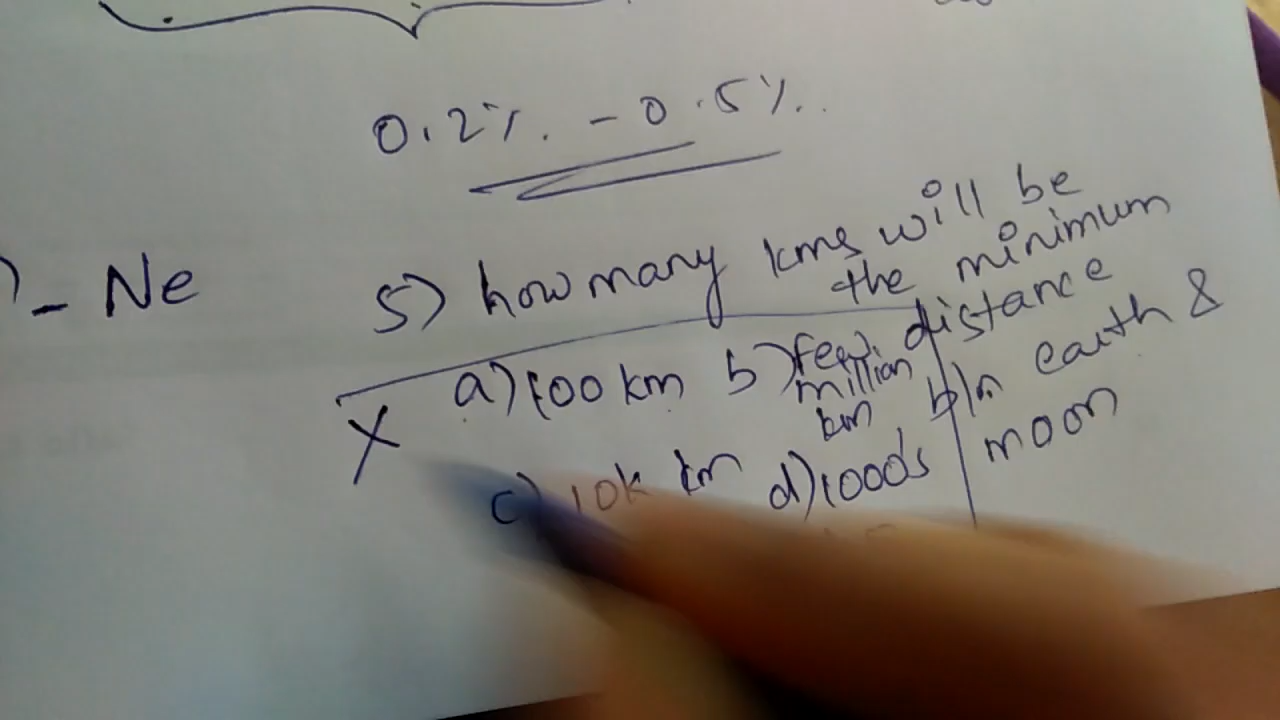 0.2%. - 0.5%.
- Ne
5) how many kms will be
the minimum
distance
b/n earth &
moon
a) 100 km b) few
million
km
c) 10k km d) 1000's
X